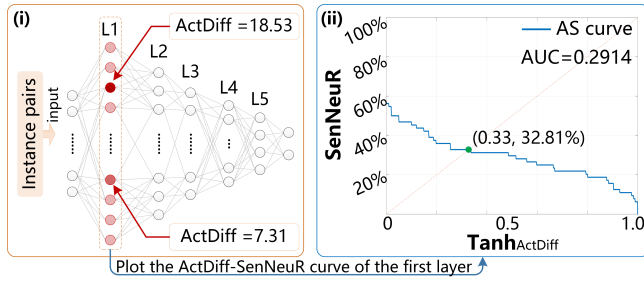 (i)
L1
L2
L3
L4
L5
ActDiff =18.53
Instance pairs
input
ActDiff =7.31
(ii)
100%
80%
60%
40%
20%
SenNeuR
AS curve
AUC=0.2914
(0.33, 32.81%)
0
0.5
1.0
TanhActDiff
Plot the ActDiff-SenNeuR curve of the first layer